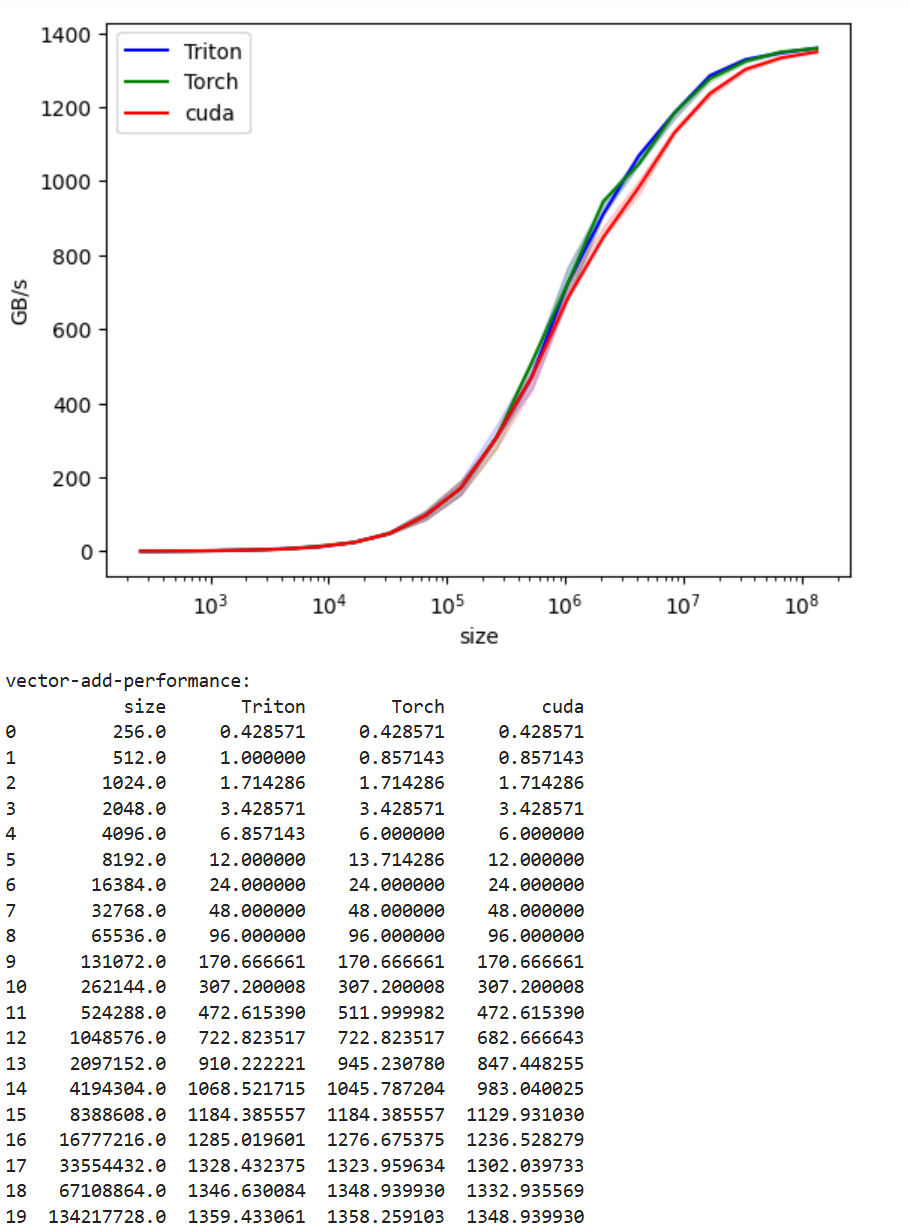 1400
1200
1000
800
600
400
200
0
GB/s
Triton
Torch
cuda
10³ 10⁴ 10⁵ 10⁶ 10⁷ 10⁸
size
vector-add-performance:
size Triton Torch cuda
0 256.0 0.428571 0.428571 0.428571
1 512.0 1.000000 0.857143 0.857143
2 1024.0 1.714286 1.714286 1.714286
3 2048.0 3.428571 3.428571 3.428571
4 4096.0 6.857143 6.000000 6.000000
5 8192.0 12.000000 13.714286 12.000000
6 16384.0 24.000000 24.000000 24.000000
7 32768.0 48.000000 48.000000 48.000000
8 65536.0 96.000000 96.000000 96.000000
9 131072.0 170.666661 170.666661 170.666661
10 262144.0 307.200008 307.200008 307.200008
11 524288.0 472.615390 511.999982 472.615390
12 1048576.0 722.823517 722.823517 682.666643
13 2097152.0 910.222221 945.230780 847.448255
14 4194304.0 1068.521715 1045.787204 983.040025
15 8388608.0 1184.385557 1184.385557 1129.931030
16 16777216.0 1285.019601 1276.675375 1236.528279
17 33554432.0 1328.432375 1323.959634 1302.039733
18 67108864.0 1346.630084 1348.939930 1332.935569
19 134217728.0 1359.433061 1358.259103 1348.939930